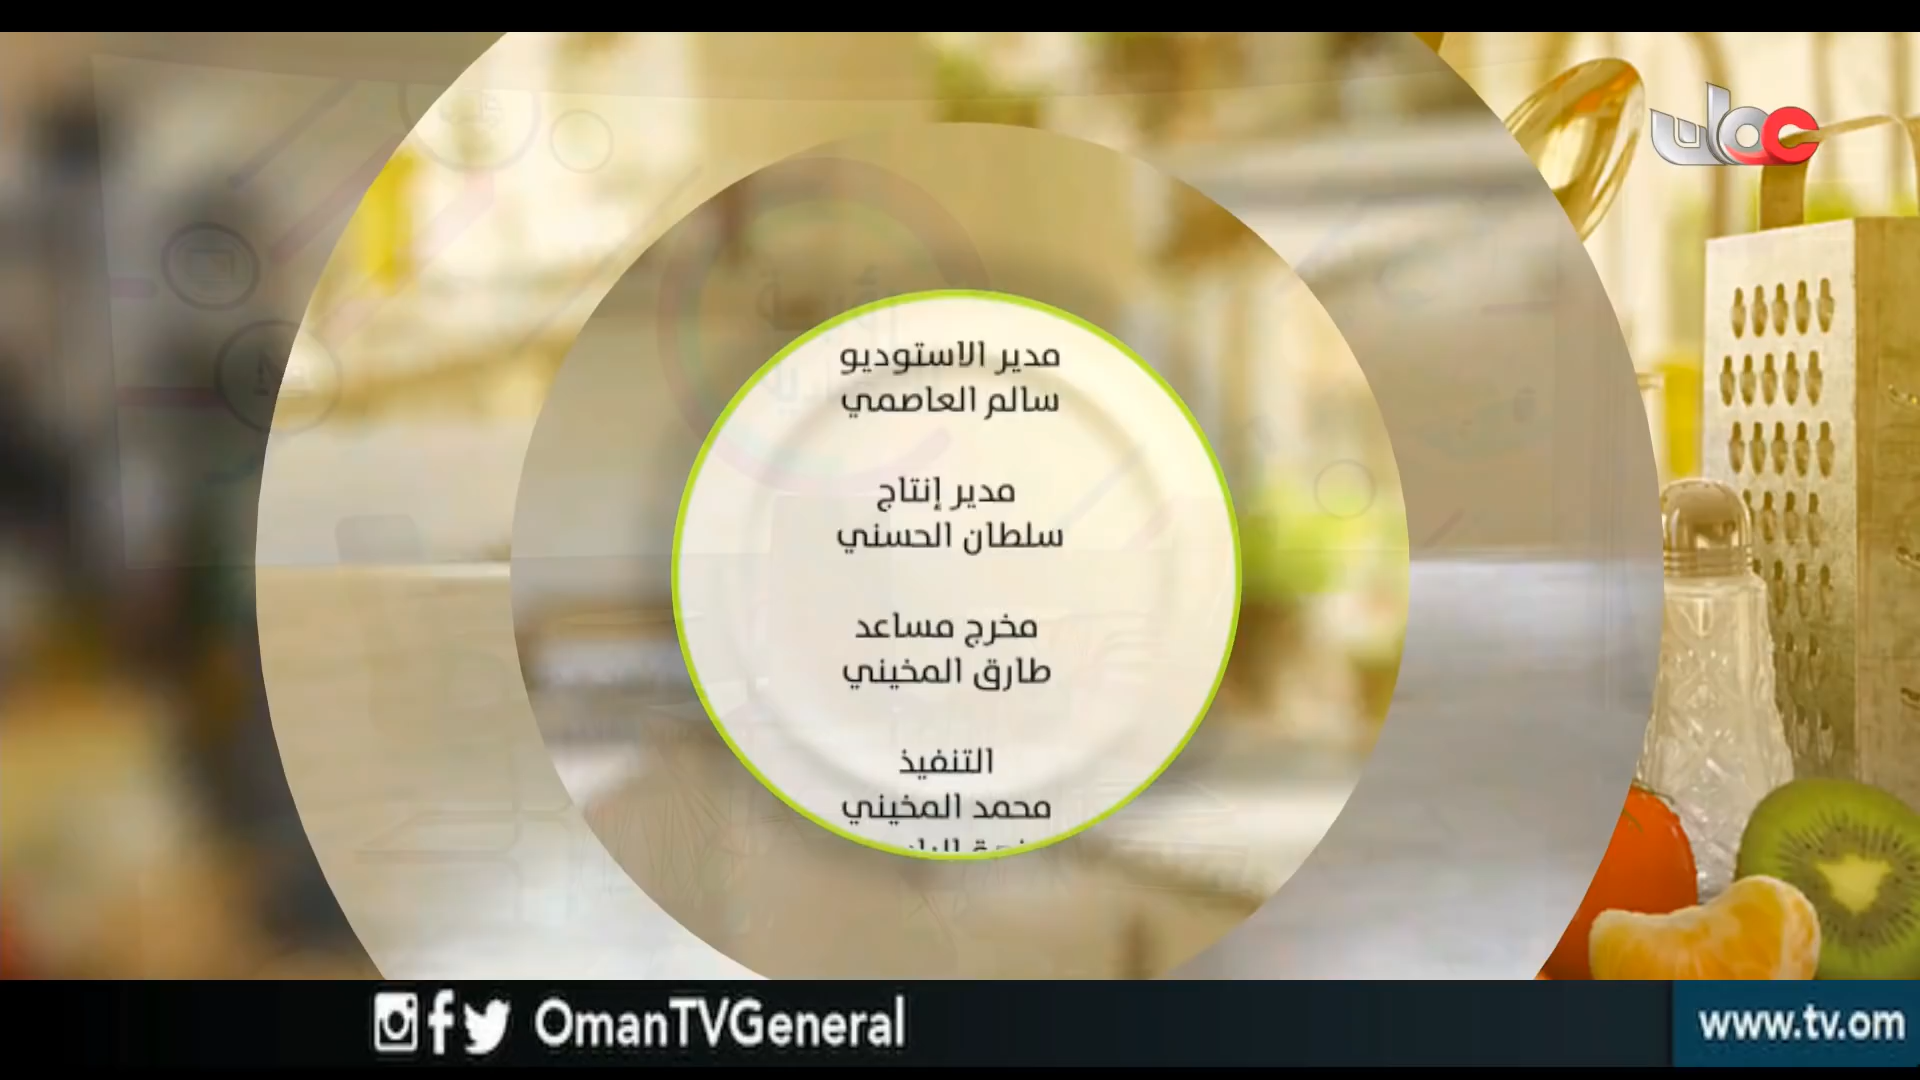 عمان
مدير الاستوديو
سالم العاصمي
مدير إنتاج
سلطان الحسني
مخرج مساعد
طارق المخيني
التنفيذ
محمد المخيني
OmanTVGeneral
www.tv.om